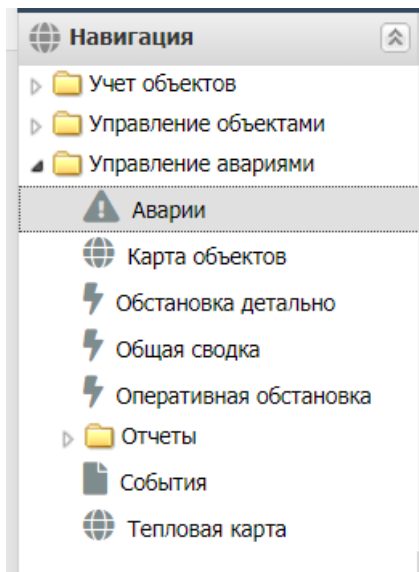 Навигация
Учет объектов
Управление объектами
Управление авариями
Аварии
Карта объектов
Обстановка детально
Общая сводка
Оперативная обстановка
Отчеты
События
Тепловая карта